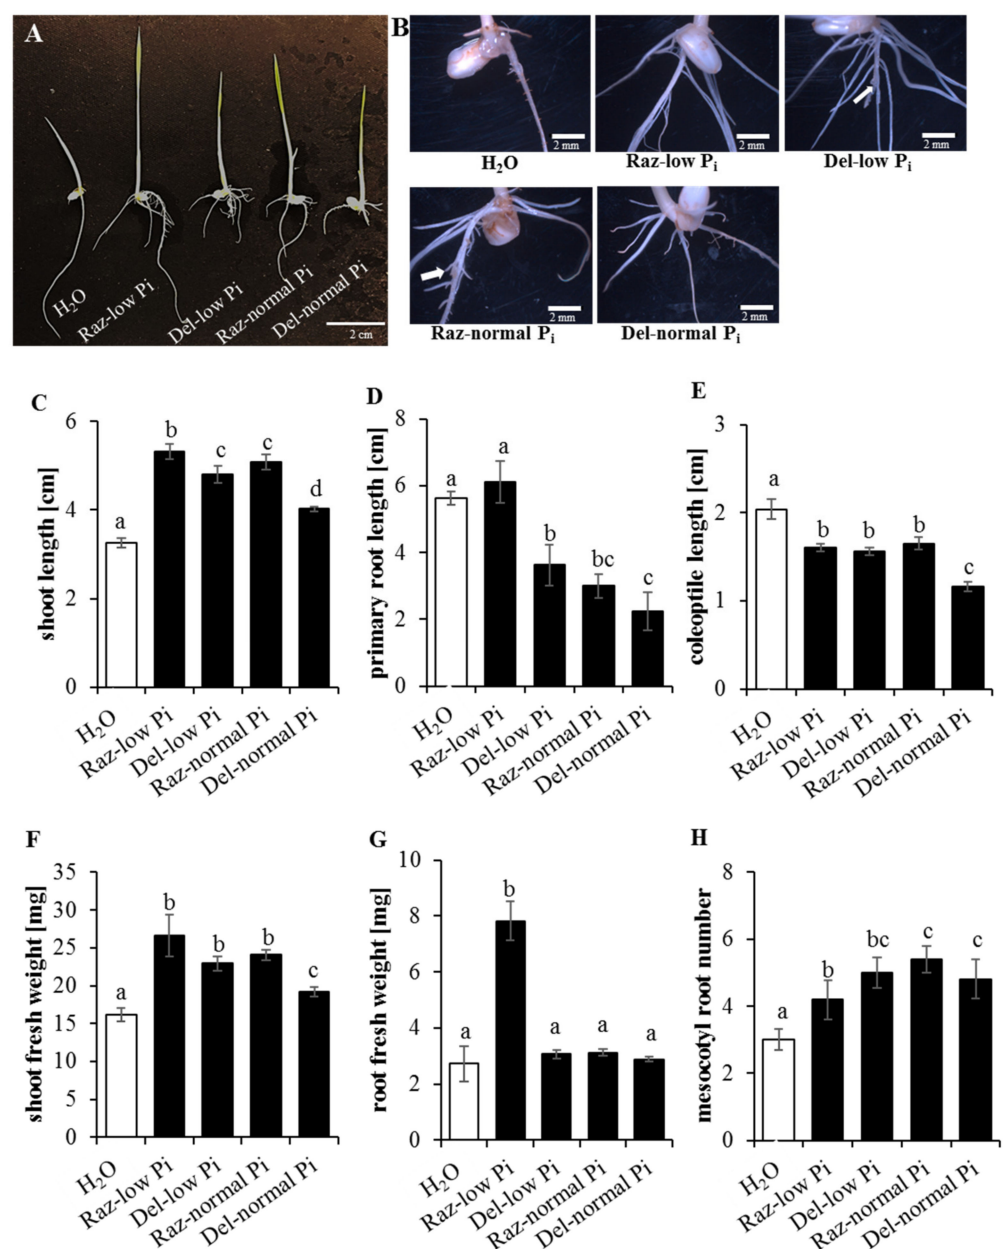 A
H₂O
Raz-low Pi
Del-low Pi
Raz-normal Pi
Del-normal Pi
2 cm
B
2 mm
2 mm
2 mm
H₂O
Raz-low Pᵢ
Del-low Pᵢ
2 mm
2 mm
Raz-normal Pᵢ
Del-normal Pᵢ
C
shoot length [cm]
6
4
2
0
a
b
c
c
d
H₂O
Raz-low Pi
Del-low Pi
Raz-normal Pi
Del-normal Pi
D
primary root length [cm]
8
6
4
2
0
a
a
b
bc
c
H₂O
Raz-low Pi
Del-low Pi
Raz-normal Pi
Del-normal Pi
E
coleoptile length [cm]
3
2
1
0
a
b
b
b
c
H₂O
Raz-low Pi
Del-low Pi
Raz-normal Pi
Del-normal Pi
F
shoot fresh weight [mg]
35
30
25
20
15
10
5
0
a
b
b
b
c
H₂O
Raz-low Pi
Del-low Pi
Raz-normal Pi
Del-normal Pi
G
root fresh weight [mg]
10
8
6
4
2
0
a
b
a
a
a
H₂O
Raz-low Pi
Del-low Pi
Raz-normal Pi
Del-normal Pi
H
mesocotyl root number
8
6
4
2
0
a
b
bc
c
c
H₂O
Raz-low Pi
Del-low Pi
Raz-normal Pi
Del-normal Pi